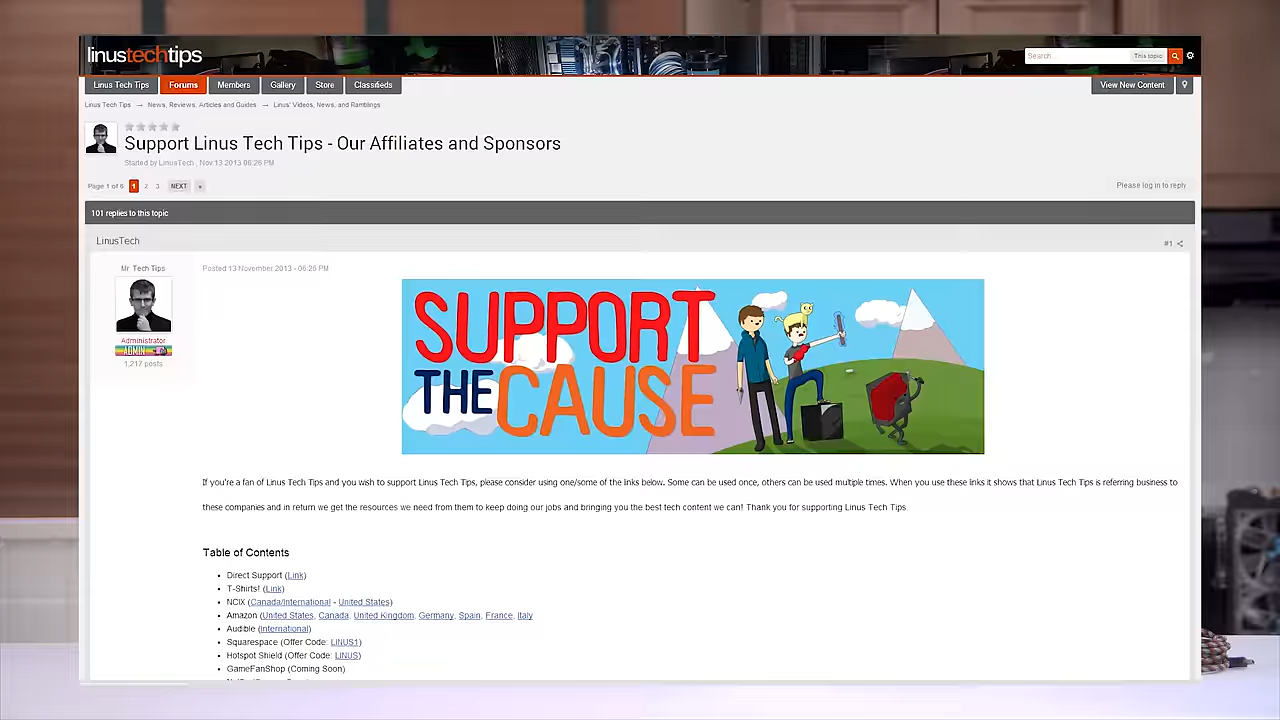 linustechtips
Search... This topic
Linus Tech Tips Forums Members Gallery Store Classifieds View New Content
Linus Tech Tips → News, Reviews, Articles and Guides → Linus' Videos, News, and Ramblings
Support Linus Tech Tips - Our Affiliates and Sponsors
Started by LinusTech , Nov 13 2013 06:26 PM
Page 1 of 6 1 2 3 NEXT » Please log in to reply
101 replies to this topic
LinusTech #1
Mr Tech Tips
Posted 13 November 2013 - 06:26 PM
SUPPORT
THE CAUSE
Administrator
ADMIN
1,217 posts
If you're a fan of Linus Tech Tips and you wish to support Linus Tech Tips, please consider using one/some of the links below. Some can be used once, others can be used multiple times. When you use these links it shows that Linus Tech Tips is referring business to
these companies and in return we get the resources we need from them to keep doing our jobs and bringing you the best tech content we can! Thank you for supporting Linus Tech Tips.
Table of Contents
• Direct Support (Link)
• T-Shirts! (Link)
• NCIX (Canada/International - United States)
• Amazon (United States, Canada, United Kingdom, Germany, Spain, France, Italy
• Audible (International)
• Squarespace (Offer Code: LINUS1)
• Hotspot Shield (Offer Code: LINUS)
• GameFanShop (Coming Soon)